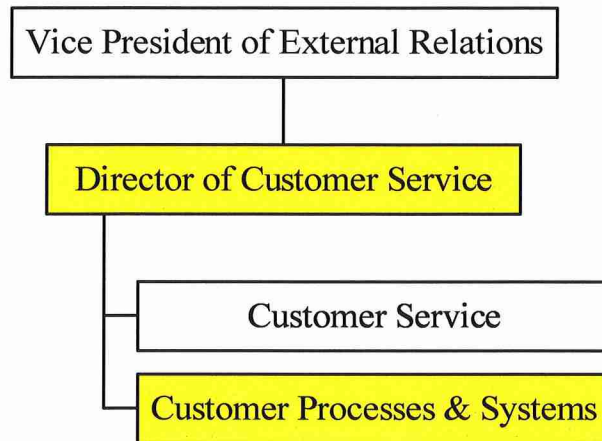 Vice President of External Relations
Director of Customer Service
Customer Service
Customer Processes & Systems